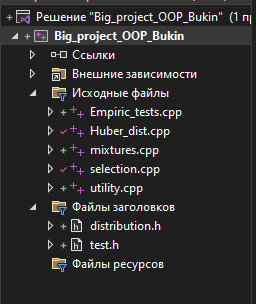 Решение "Big_project_OOP_Bukin" (1 пр
Big_project_OOP_Bukin
Ссылки
Внешние зависимости
Исходные файлы
Empiric_tests.cpp
Huber_dist.cpp
mixtures.cpp
selection.cpp
utility.cpp
Файлы заголовков
distribution.h
test.h
Файлы ресурсов